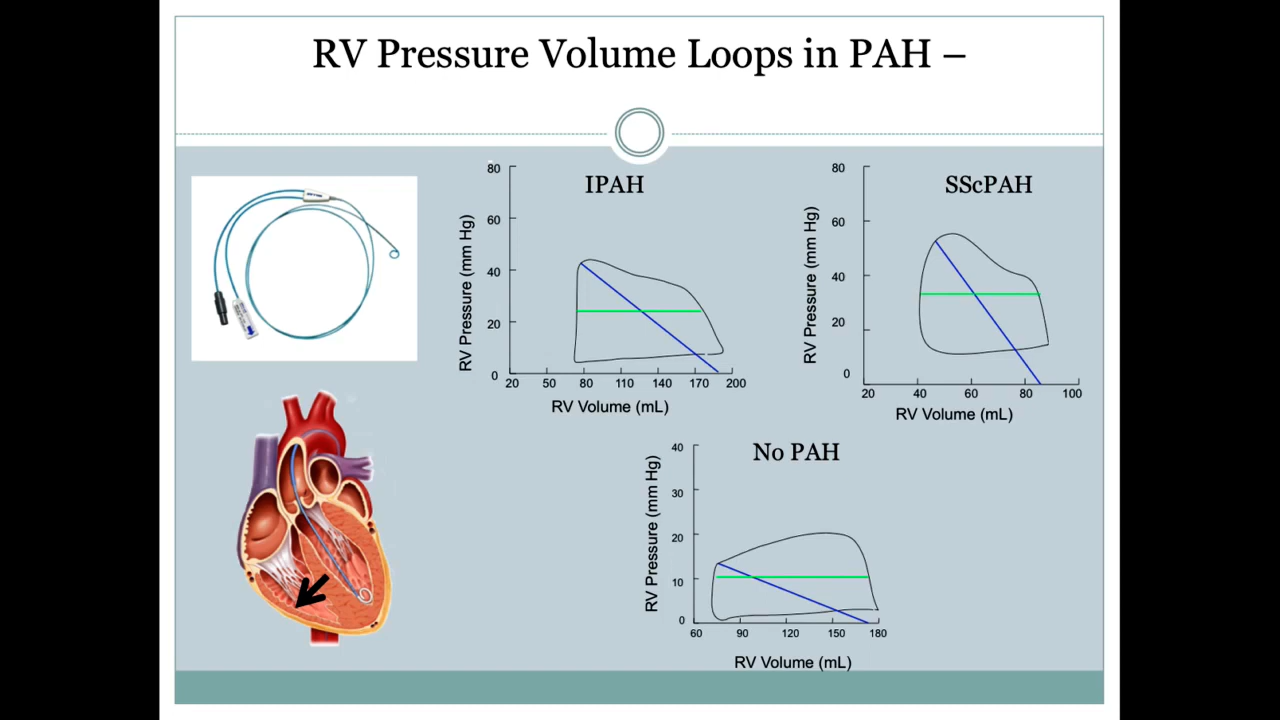 RV Pressure Volume Loops in PAH –
IPAH
RV Pressure (mm Hg)
80
60
40
20
0
20 50 80 110 140 170 200
RV Volume (mL)
SScPAH
RV Pressure (mm Hg)
80
60
40
20
0
20 40 60 80 100
RV Volume (mL)
No PAH
RV Pressure (mm Hg)
40
30
20
10
0
60 90 120 150 180
RV Volume (mL)